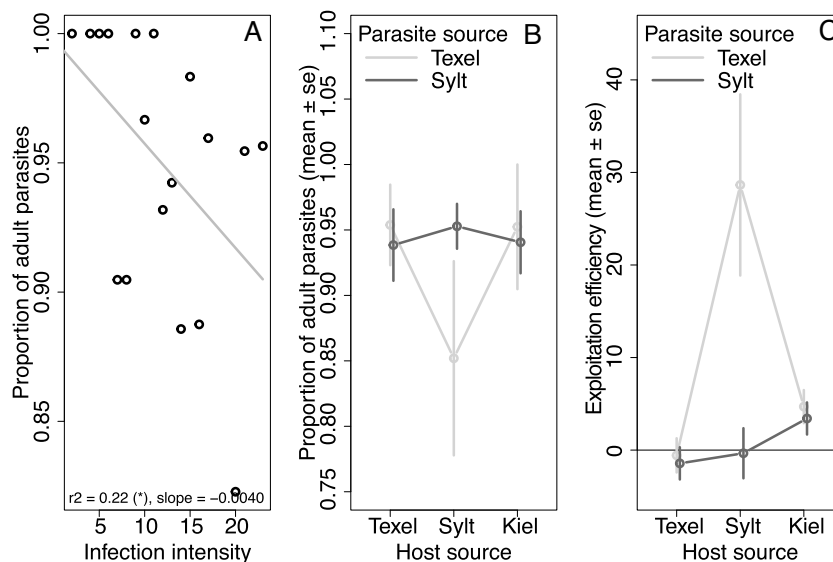 A
Proportion of adult parasites
1.00
0.95
0.90
0.85
r2 = 0.22 (*), slope = −0.0040
5 10 15 20
Infection intensity
B
Parasite source
Texel
Sylt
Proportion of adult parasites (mean ± se)
1.10
1.05
1.00
0.95
0.90
0.85
0.80
0.75
Texel Sylt Kiel
Host source
C
Parasite source
Texel
Sylt
Exploitation efficiency (mean ± se)
40
30
20
10
0
Texel Sylt Kiel
Host source